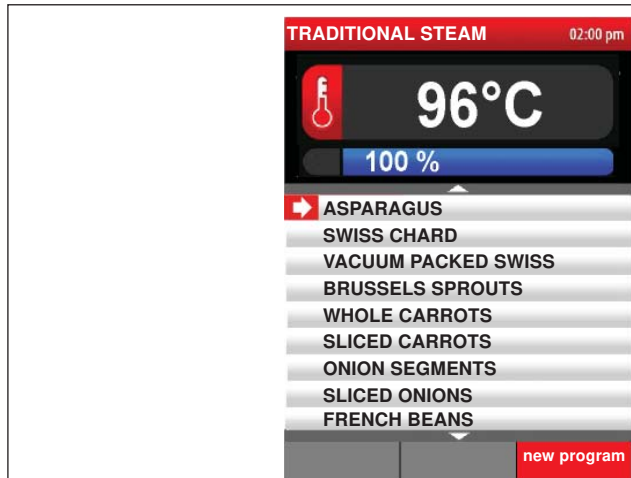 TRADITIONAL STEAM 02:00 pm
96°C
100 %
ASPARAGUS
SWISS CHARD
VACUUM PACKED SWISS
BRUSSELS SPROUTS
WHOLE CARROTS
SLICED CARROTS
ONION SEGMENTS
SLICED ONIONS
FRENCH BEANS
new program